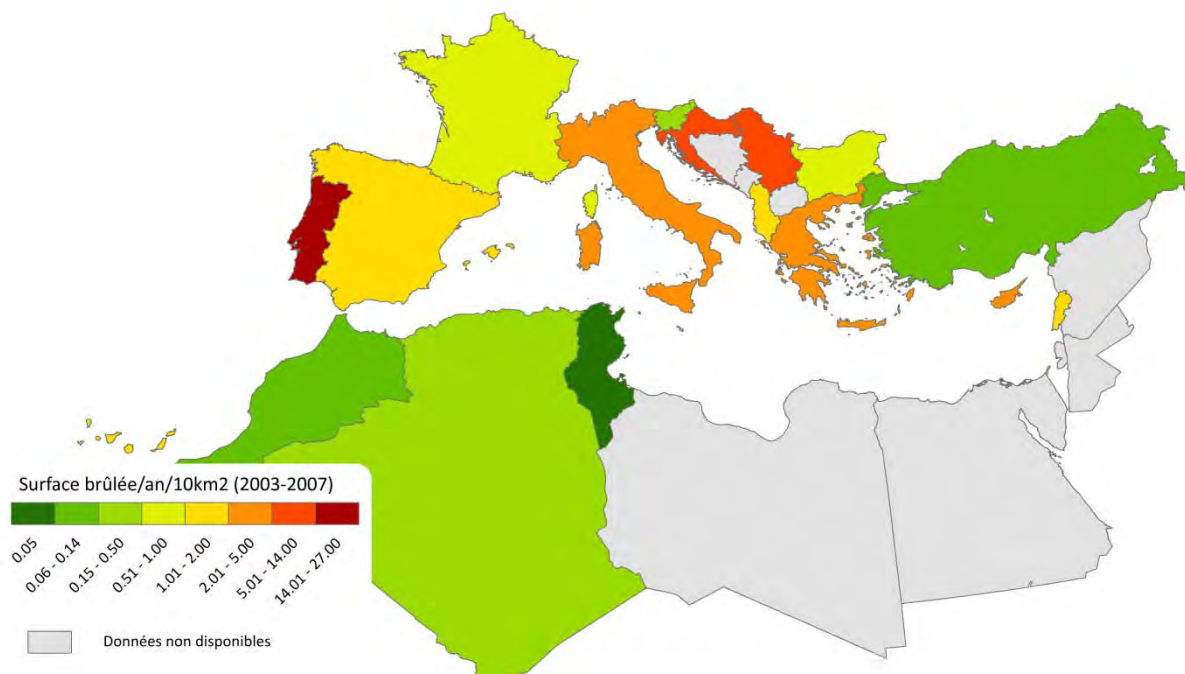 Surface brûlée/an/10km2 (2003-2007)
0.05
0.06 - 0.14
0.15 - 0.50
0.51 - 1.00
1.01 - 2.00
2.01 - 5.00
5.01 - 14.00
14.01 - 27.00
Données non disponibles